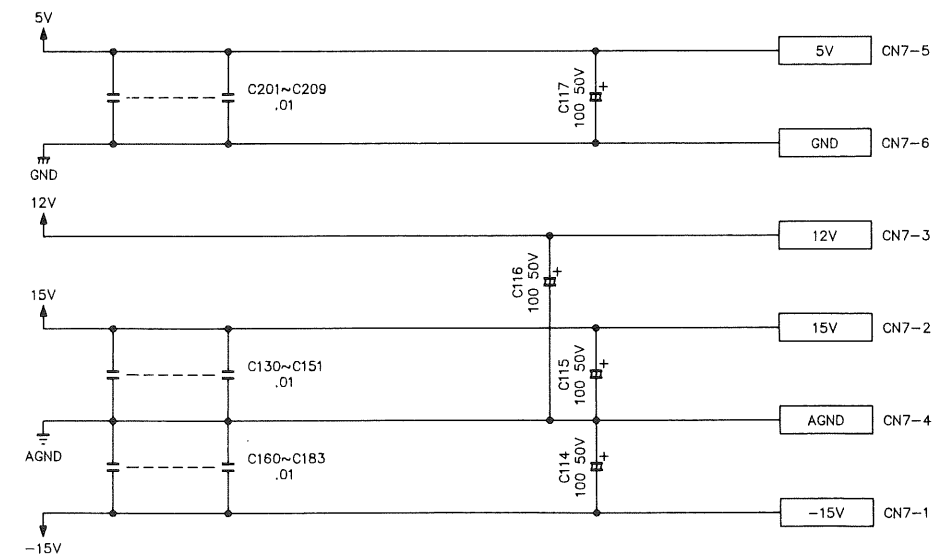 5V
5V
CN7-5
C201~C209
.01
C117
100 50V
+
GND
GND
CN7-6
12V
12V
CN7-3
C116
100 50V
+
15V
15V
CN7-2
C130~C151
.01
C115
100 50V
+
AGND
AGND
CN7-4
C160~C183
.01
C114
100 50V
+
-15V
-15V
CN7-1